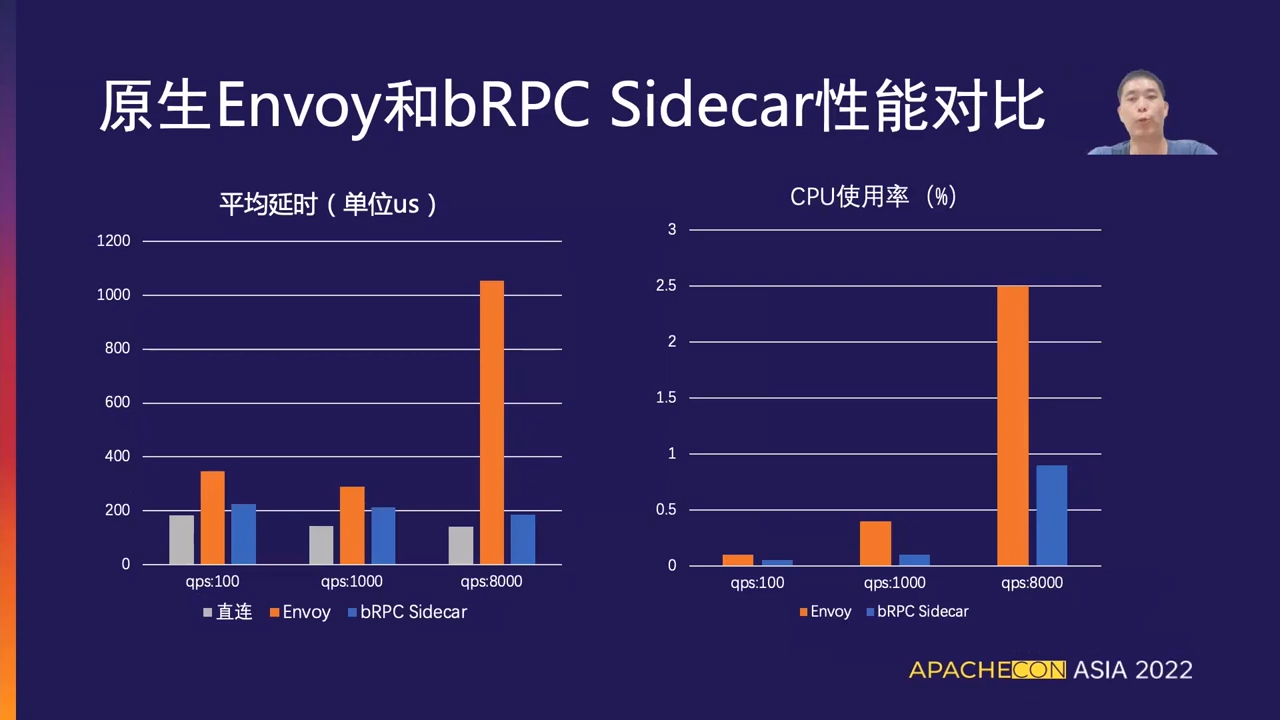 原生Envoy和bRPC Sidecar性能对比
平均延时（单位us）
1200
1000
800
600
400
200
0
qps:100 qps:1000 qps:8000
直连 Envoy bRPC Sidecar
CPU使用率（%）
3
2.5
2
1.5
1
0.5
0
qps:100 qps:1000 qps:8000
Envoy bRPC Sidecar
APACHECON ASIA 2022